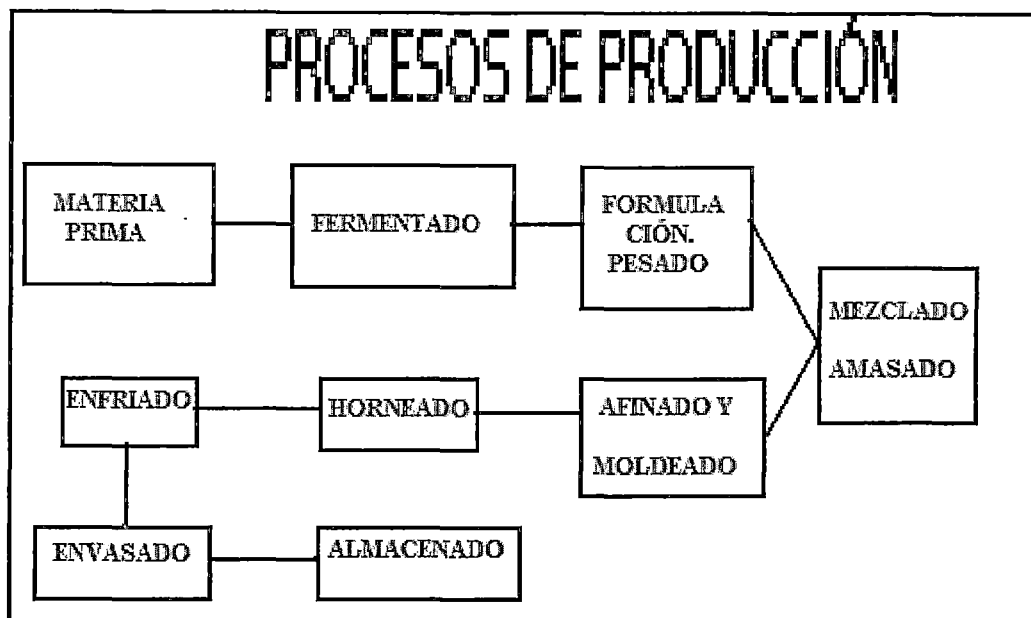 PROCESOS DE PRODUCCIÓN
MATERIA
PRIMA
FERMENTADO
FORMULA
CIÓN.
PESADO
MEZCLADO
AMASADO
ENFRIADO
HORNEADO
AFINADO Y
MOLDEADO
ENVASADO
ALMACENADO